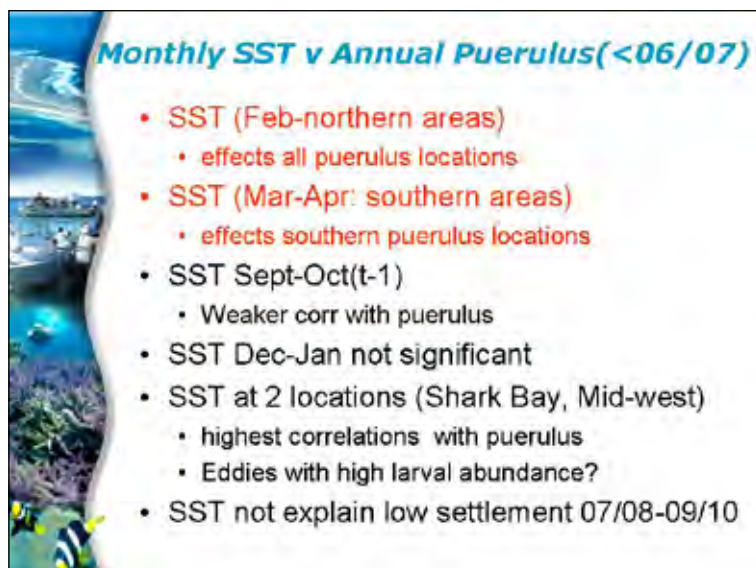 Monthly SST v Annual Puerulus(<06/07)
• SST (Feb-northern areas)
• effects all puerulus locations
• SST (Mar-Apr: southern areas)
• effects southern puerulus locations
• SST Sept-Oct(t-1)
• Weaker corr with puerulus
• SST Dec-Jan not significant
• SST at 2 locations (Shark Bay, Mid-west)
• highest correlations with puerulus
• Eddies with high larval abundance?
• SST not explain low settlement 07/08-09/10